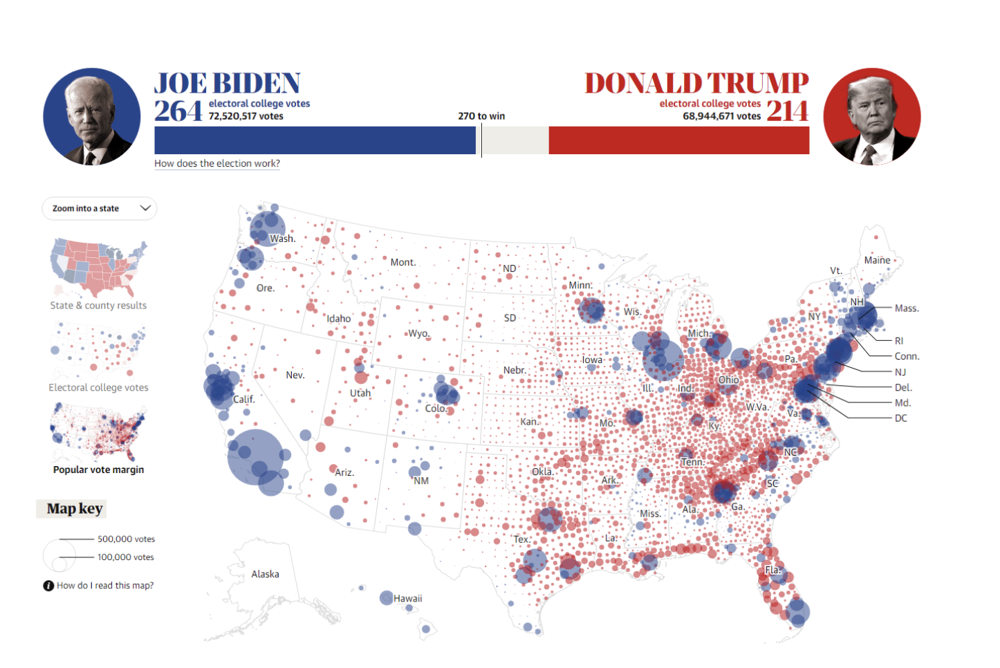 JOE BIDEN
264 electoral college votes
72,520,517 votes
DONALD TRUMP
electoral college votes 214
68,944,671 votes
270 to win
How does the election work?
Zoom into a state
State & county results
Electoral college votes
Popular vote margin
Map key
500,000 votes
100,000 votes
i How do I read this map?
Wash.
Mont.
ND
Minn.
Vt.
Maine
Ore.
Idaho
SD
Wis.
NH
Mass.
NY
Wyo.
Mich.
RI
Conn.
Iowa
Pa.
NJ
Nev.
Nebr.
Ohio
Utah
Ill.
Ind.
Del.
Calif.
Colo.
Md.
W.Va.
Va.
DC
Kan.
Mo.
Ky.
NC
Tenn.
Ariz.
NM
Okla.
Ark.
SC
Miss.
Ala.
Ga.
Tex.
La.
Fla.
Alaska
Hawaii